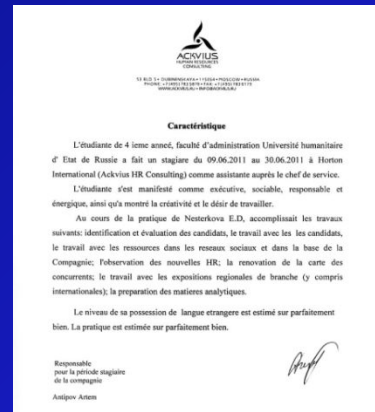 ACKVIUS
HUMAN RESOURCES
CONSULTING
Caractéristique
L'étudiante de 4 ieme anneé, faculté d'administration Université humanitaire
d' Etat de Russie a fait un stagiare du 09.06.2011 au 30.06.2011 à Horton
International (Ackvius HR Consulting) comme assistante auprès le chef de service.
L'étudiante s'est manifesté comme exécutive, sociable, responsable et
énergique, ainsi qu'a montré la créativité et le désir de travailler.
Au cours de la pratique de Nesterkova E.D, accomplisait les travaux
suivants: identification et évaluation des candidats, le travail avec les les candidats,
le travail avec les ressources dans les reseaux sociaux et dans la base de la
Compagnie; l'observation des nouvelles HR; la renovation de la carte des
concurrents; le travail avec les expositions regionales de branche (y compris
internationales); la preparation des matieres analytiques.
Le niveau de sa possession de langue etrangere est estimé sur parfaitement
bien. La pratique est estimée sur parfaitement bien.
Responsable
pour la période stagiaire
de la compagnie
Antipov Artem